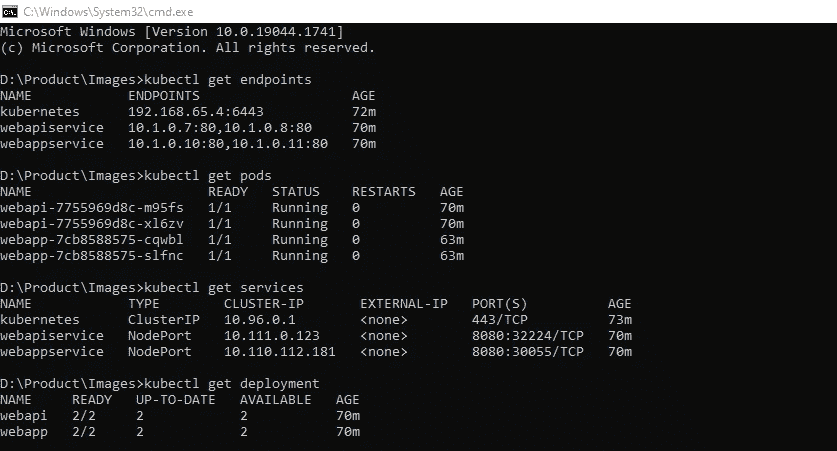 C:\Windows\System32\cmd.exe
Microsoft Windows [Version 10.0.19044.1741]
(c) Microsoft Corporation. All rights reserved.
D:\Product\Images>kubectl get endpoints
NAME ENDPOINTS AGE
kubernetes 192.168.65.4:6443 72m
webapiservice 10.1.0.7:80,10.1.0.8:80 70m
webappservice 10.1.0.10:80,10.1.0.11:80 70m
D:\Product\Images>kubectl get pods
NAME READY STATUS RESTARTS AGE
webapi-7755969d8c-m95fs 1/1 Running 0 70m
webapi-7755969d8c-xl6zv 1/1 Running 0 70m
webapp-7cb8588575-cqwbl 1/1 Running 0 63m
webapp-7cb8588575-slfnc 1/1 Running 0 63m
D:\Product\Images>kubectl get services
NAME TYPE CLUSTER-IP EXTERNAL-IP PORT(S) AGE
kubernetes ClusterIP 10.96.0.1 <none> 443/TCP 73m
webapiservice NodePort 10.111.0.123 <none> 8080:32224/TCP 70m
webappservice NodePort 10.110.112.181 <none> 8080:30055/TCP 70m
D:\Product\Images>kubectl get deployment
NAME READY UP-TO-DATE AVAILABLE AGE
webapi 2/2 2 2 70m
webapp 2/2 2 2 70m